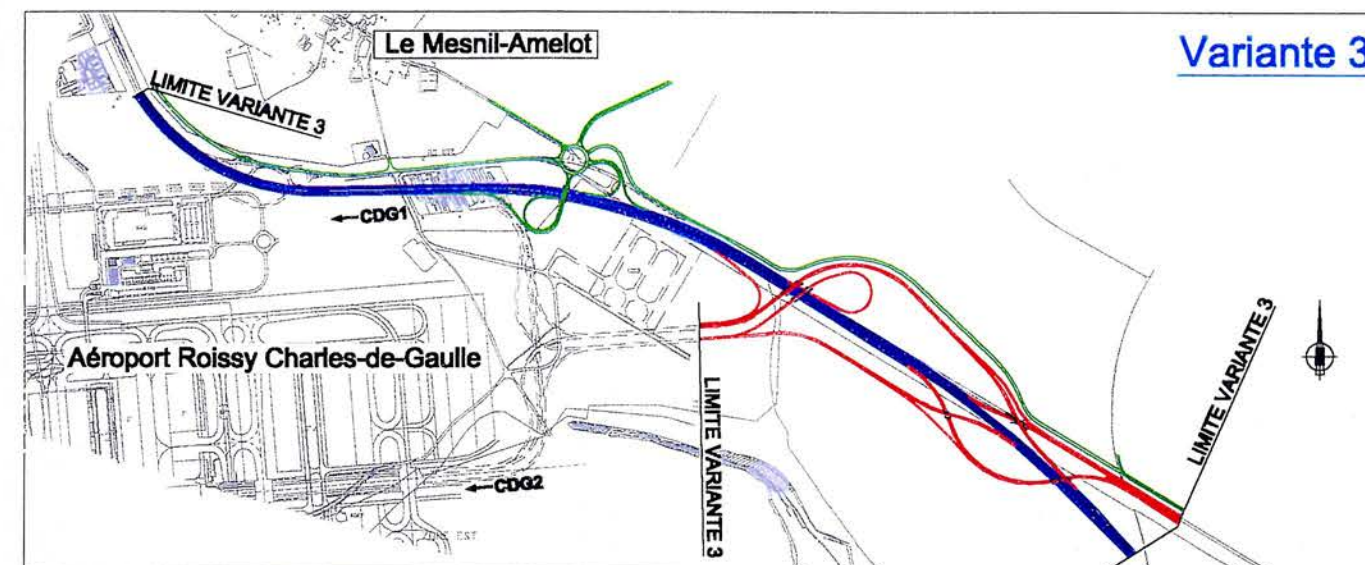 Le Mesnil-Amelot
Variante 3
LIMITE VARIANTE 3
←CDG1
Aéroport Roissy Charles-de-Gaulle
LIMITE VARIANTE 3
LIMITE VARIANTE 3
←CDG2
EST